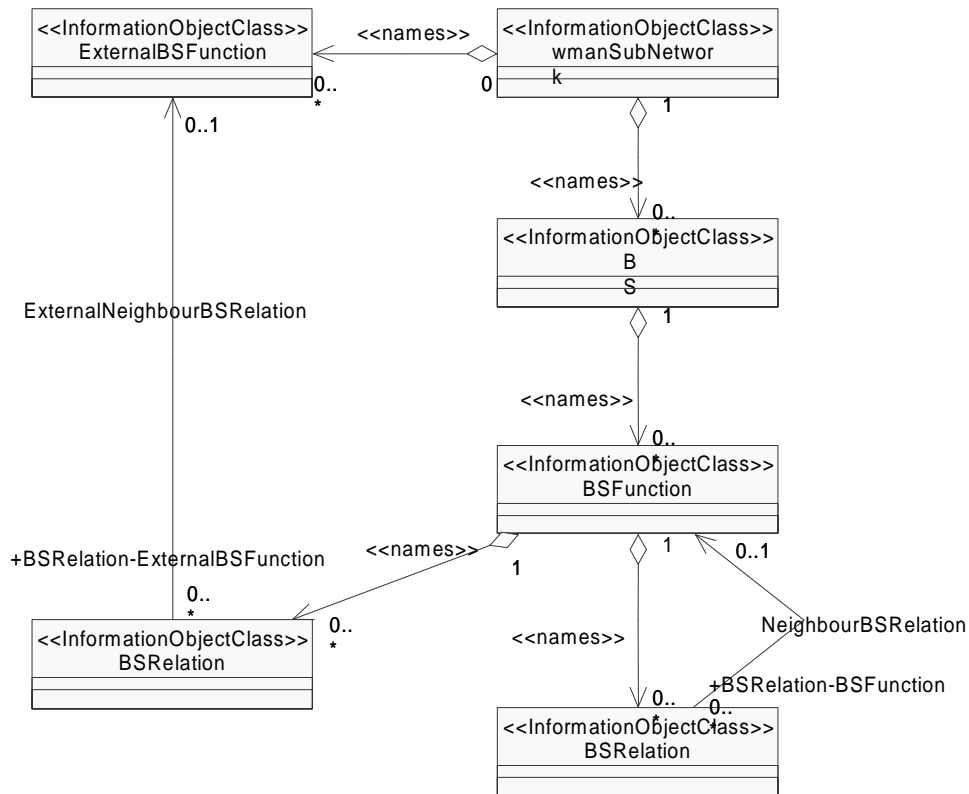 <<InformationObjectClass>>
ExternalBSFunction
<<names>>
<<InformationObjectClass>>
wmanSubNetwor
k
0..
*
0
1
0..1
<<names>>
0..
*
<<InformationObjectClass>>
B
S
1
ExternalNeighbourBSRelation
<<names>>
0..
*
<<InformationObjectClass>>
BSFunction
<<names>>
1
1
0..1
+BSRelation-ExternalBSFunction
0..
*
0..
*
<<InformationObjectClass>>
BSRelation
<<names>>
NeighbourBSRelation
+BSRelation-BSFunction
0..
*
0..
*
<<InformationObjectClass>>
BSRelation